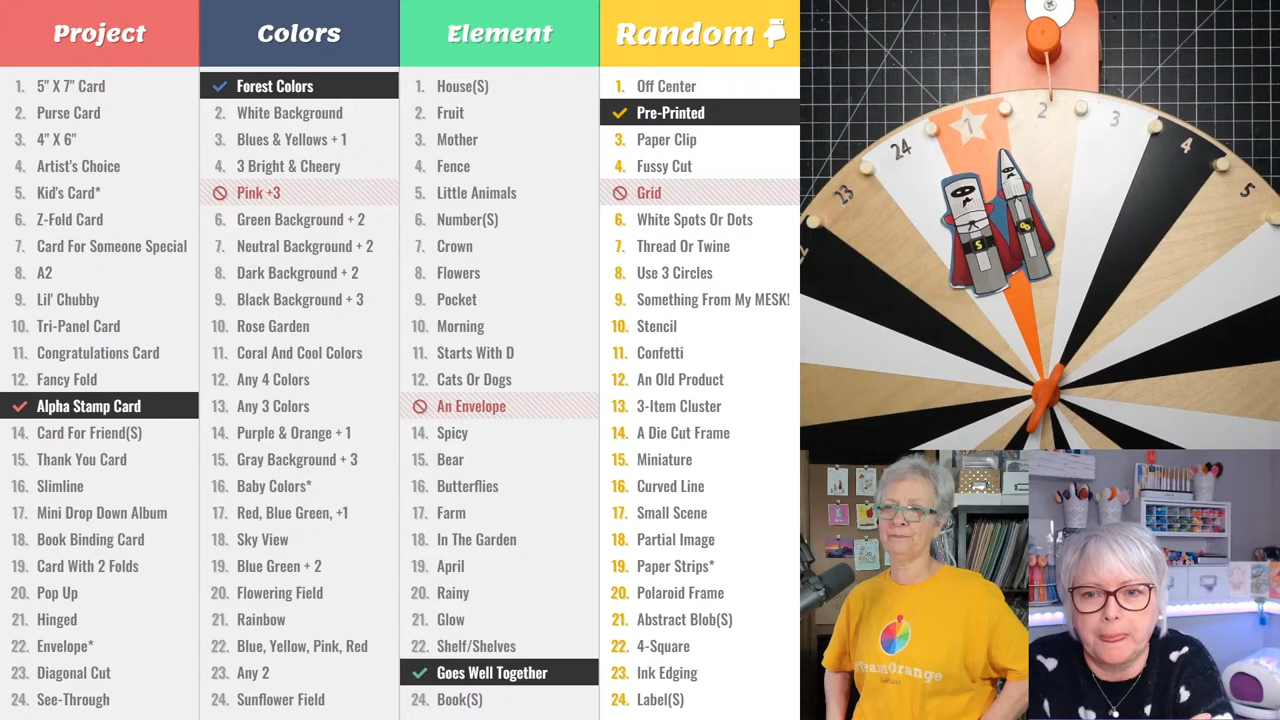 Project
1. 5" X 7" Card
2. Purse Card
3. 4" X 6"
4. Artist's Choice
5. Kid's Card*
6. Z-Fold Card
7. Card For Someone Special
8. A2
9. Lil' Chubby
10. Tri-Panel Card
11. Congratulations Card
12. Fancy Fold
Alpha Stamp Card
14. Card For Friend(S)
15. Thank You Card
16. Slimline
17. Mini Drop Down Album
18. Book Binding Card
19. Card With 2 Folds
20. Pop Up
21. Hinged
22. Envelope*
23. Diagonal Cut
24. See-Through
Colors
Forest Colors
2. White Background
3. Blues & Yellows + 1
4. 3 Bright & Cheery
Pink +3
6. Green Background + 2
7. Neutral Background + 2
8. Dark Background + 2
9. Black Background + 3
10. Rose Garden
11. Coral And Cool Colors
12. Any 4 Colors
13. Any 3 Colors
14. Purple & Orange + 1
15. Gray Background + 3
16. Baby Colors*
17. Red, Blue Green, +1
18. Sky View
19. Blue Green + 2
20. Flowering Field
21. Rainbow
22. Blue, Yellow, Pink, Red
23. Any 2
24. Sunflower Field
Element
1. House(S)
2. Fruit
3. Mother
4. Fence
5. Little Animals
6. Number(S)
7. Crown
8. Flowers
9. Pocket
10. Morning
11. Starts With D
12. Cats Or Dogs
An Envelope
14. Spicy
15. Bear
16. Butterflies
17. Farm
18. In The Garden
19. April
20. Rainy
21. Glow
22. Shelf/Shelves
Goes Well Together
24. Book(S)
Random
1. Off Center
Pre-Printed
3. Paper Clip
4. Fussy Cut
Grid
6. White Spots Or Dots
7. Thread Or Twine
8. Use 3 Circles
9. Something From My MESK!
10. Stencil
11. Confetti
12. An Old Product
13. 3-Item Cluster
14. A Die Cut Frame
15. Miniature
16. Curved Line
17. Small Scene
18. Partial Image
19. Paper Strips*
20. Polaroid Frame
21. Abstract Blob(S)
22. 4-Square
23. Ink Edging
24. Label(S)
23
24
1
2
3
4
5
S
TeamOrange